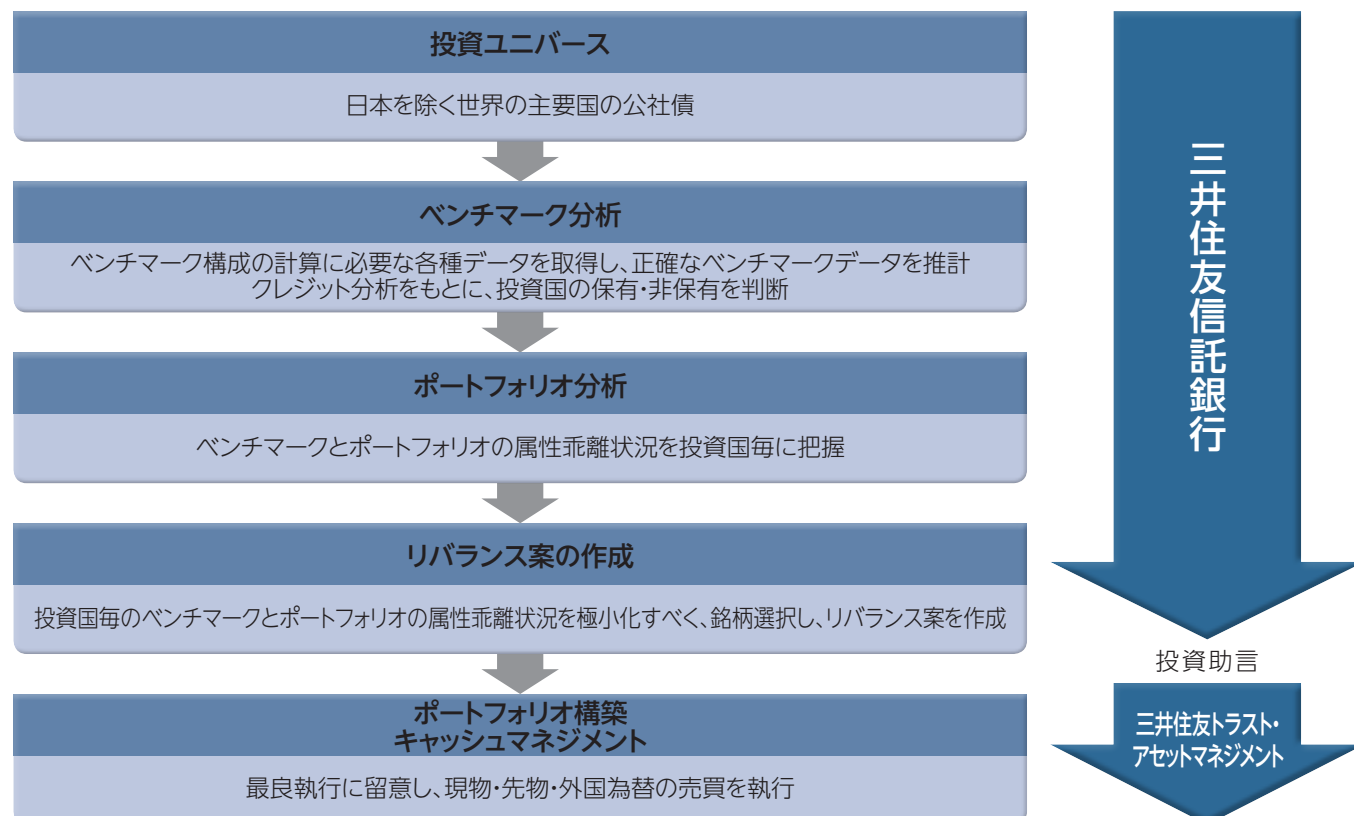 投資ユニバース
日本を除く世界の主要国の公社債
ベンチマーク分析
ベンチマーク構成の計算に必要な各種データを取得し、正確なベンチマークデータを推計
クレジット分析をもとに、投資国の保有・非保有を判断
ポートフォリオ分析
ベンチマークとポートフォリオの属性乖離状況を投資国毎に把握
リバランス案の作成
投資国毎のベンチマークとポートフォリオの属性乖離状況を極小化すべく、銘柄選択し、リバランス案を作成
ポートフォリオ構築
キャッシュマネジメント
最良執行に留意し、現物・先物・外国為替の売買を執行
三井住友信託銀行
投資助言
三井住友トラスト・
アセットマネジメント